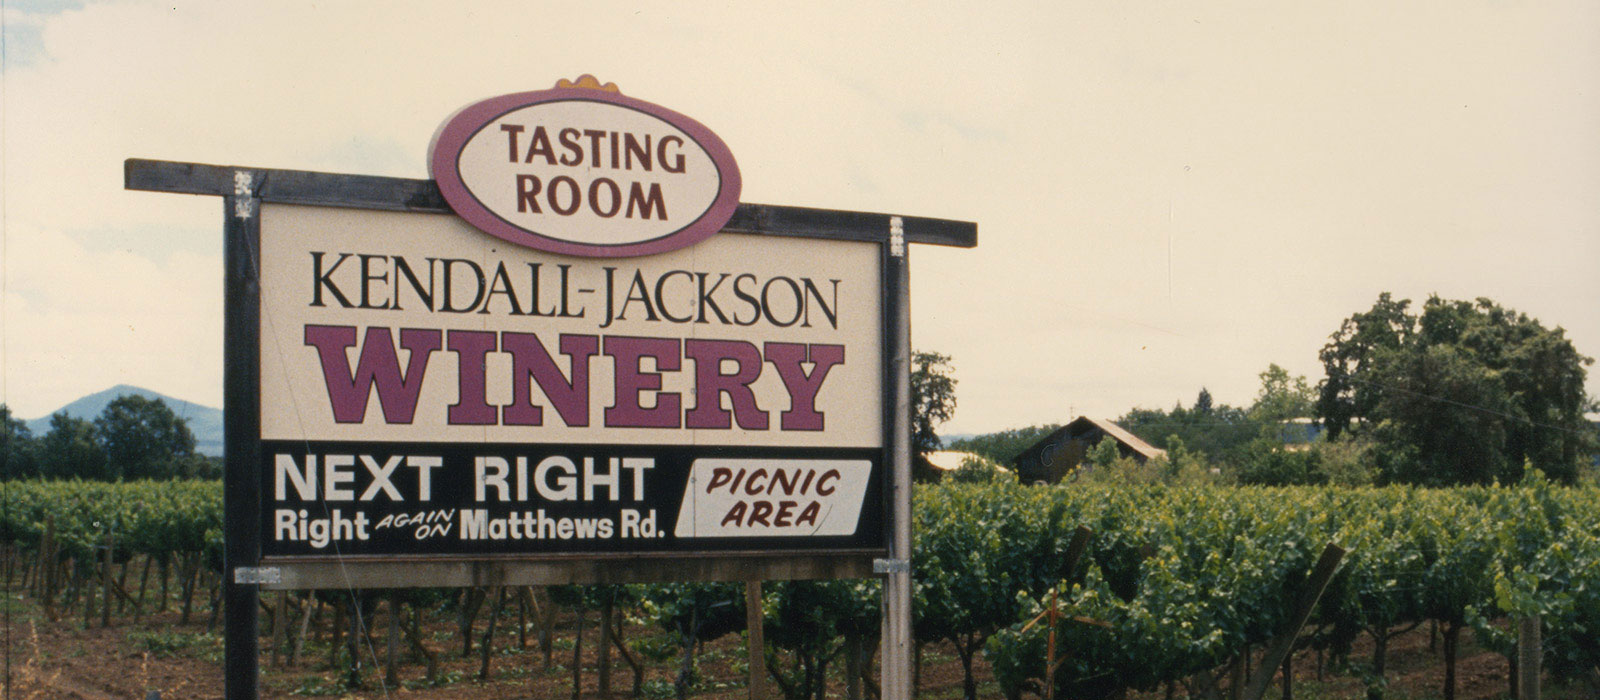 TASTING
ROOM
KENDALL-JACKSON
WINERY
NEXT RIGHT
Right AGAIN ON Matthews Rd.
PICNIC
AREA